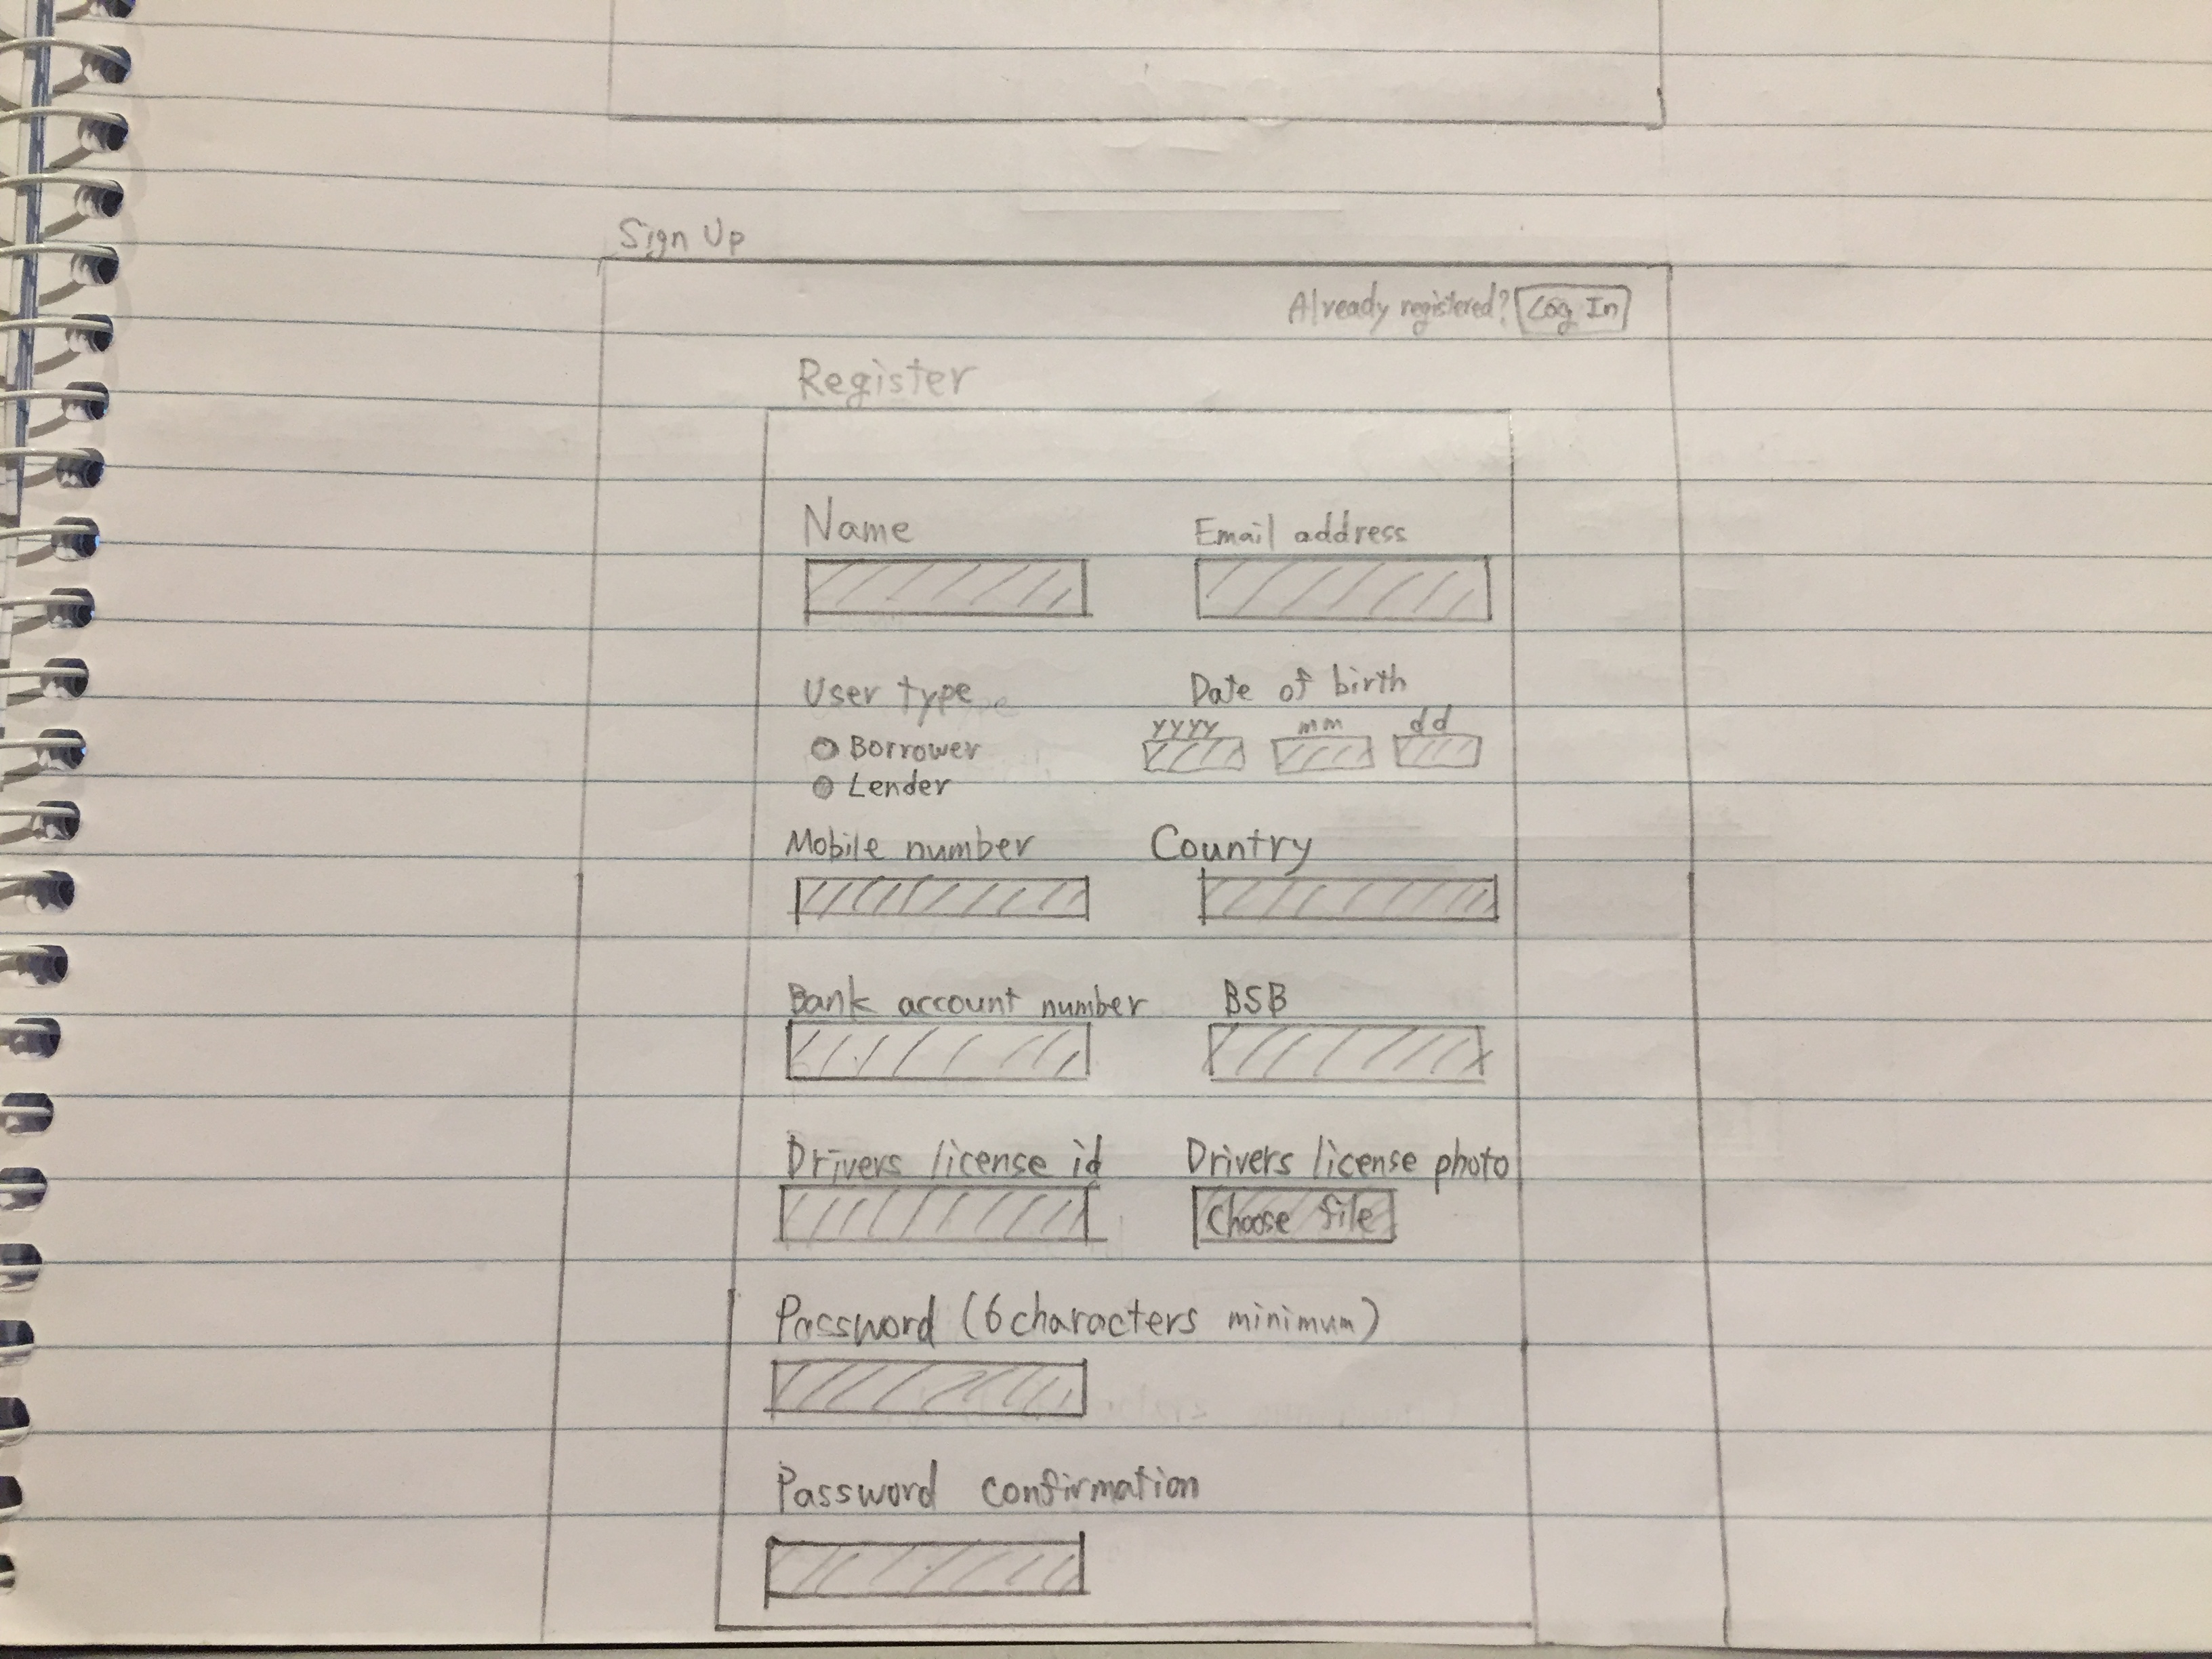 Sign Up
Already registered? Log In
Register
Name Email address
User type Date of birth
yyyy mm dd
Borrower
Lender
Mobile number Country
Bank account number BSB
Drivers license id Drivers license photo
Choose file
Password (6 characters minimum)
Password confirmation